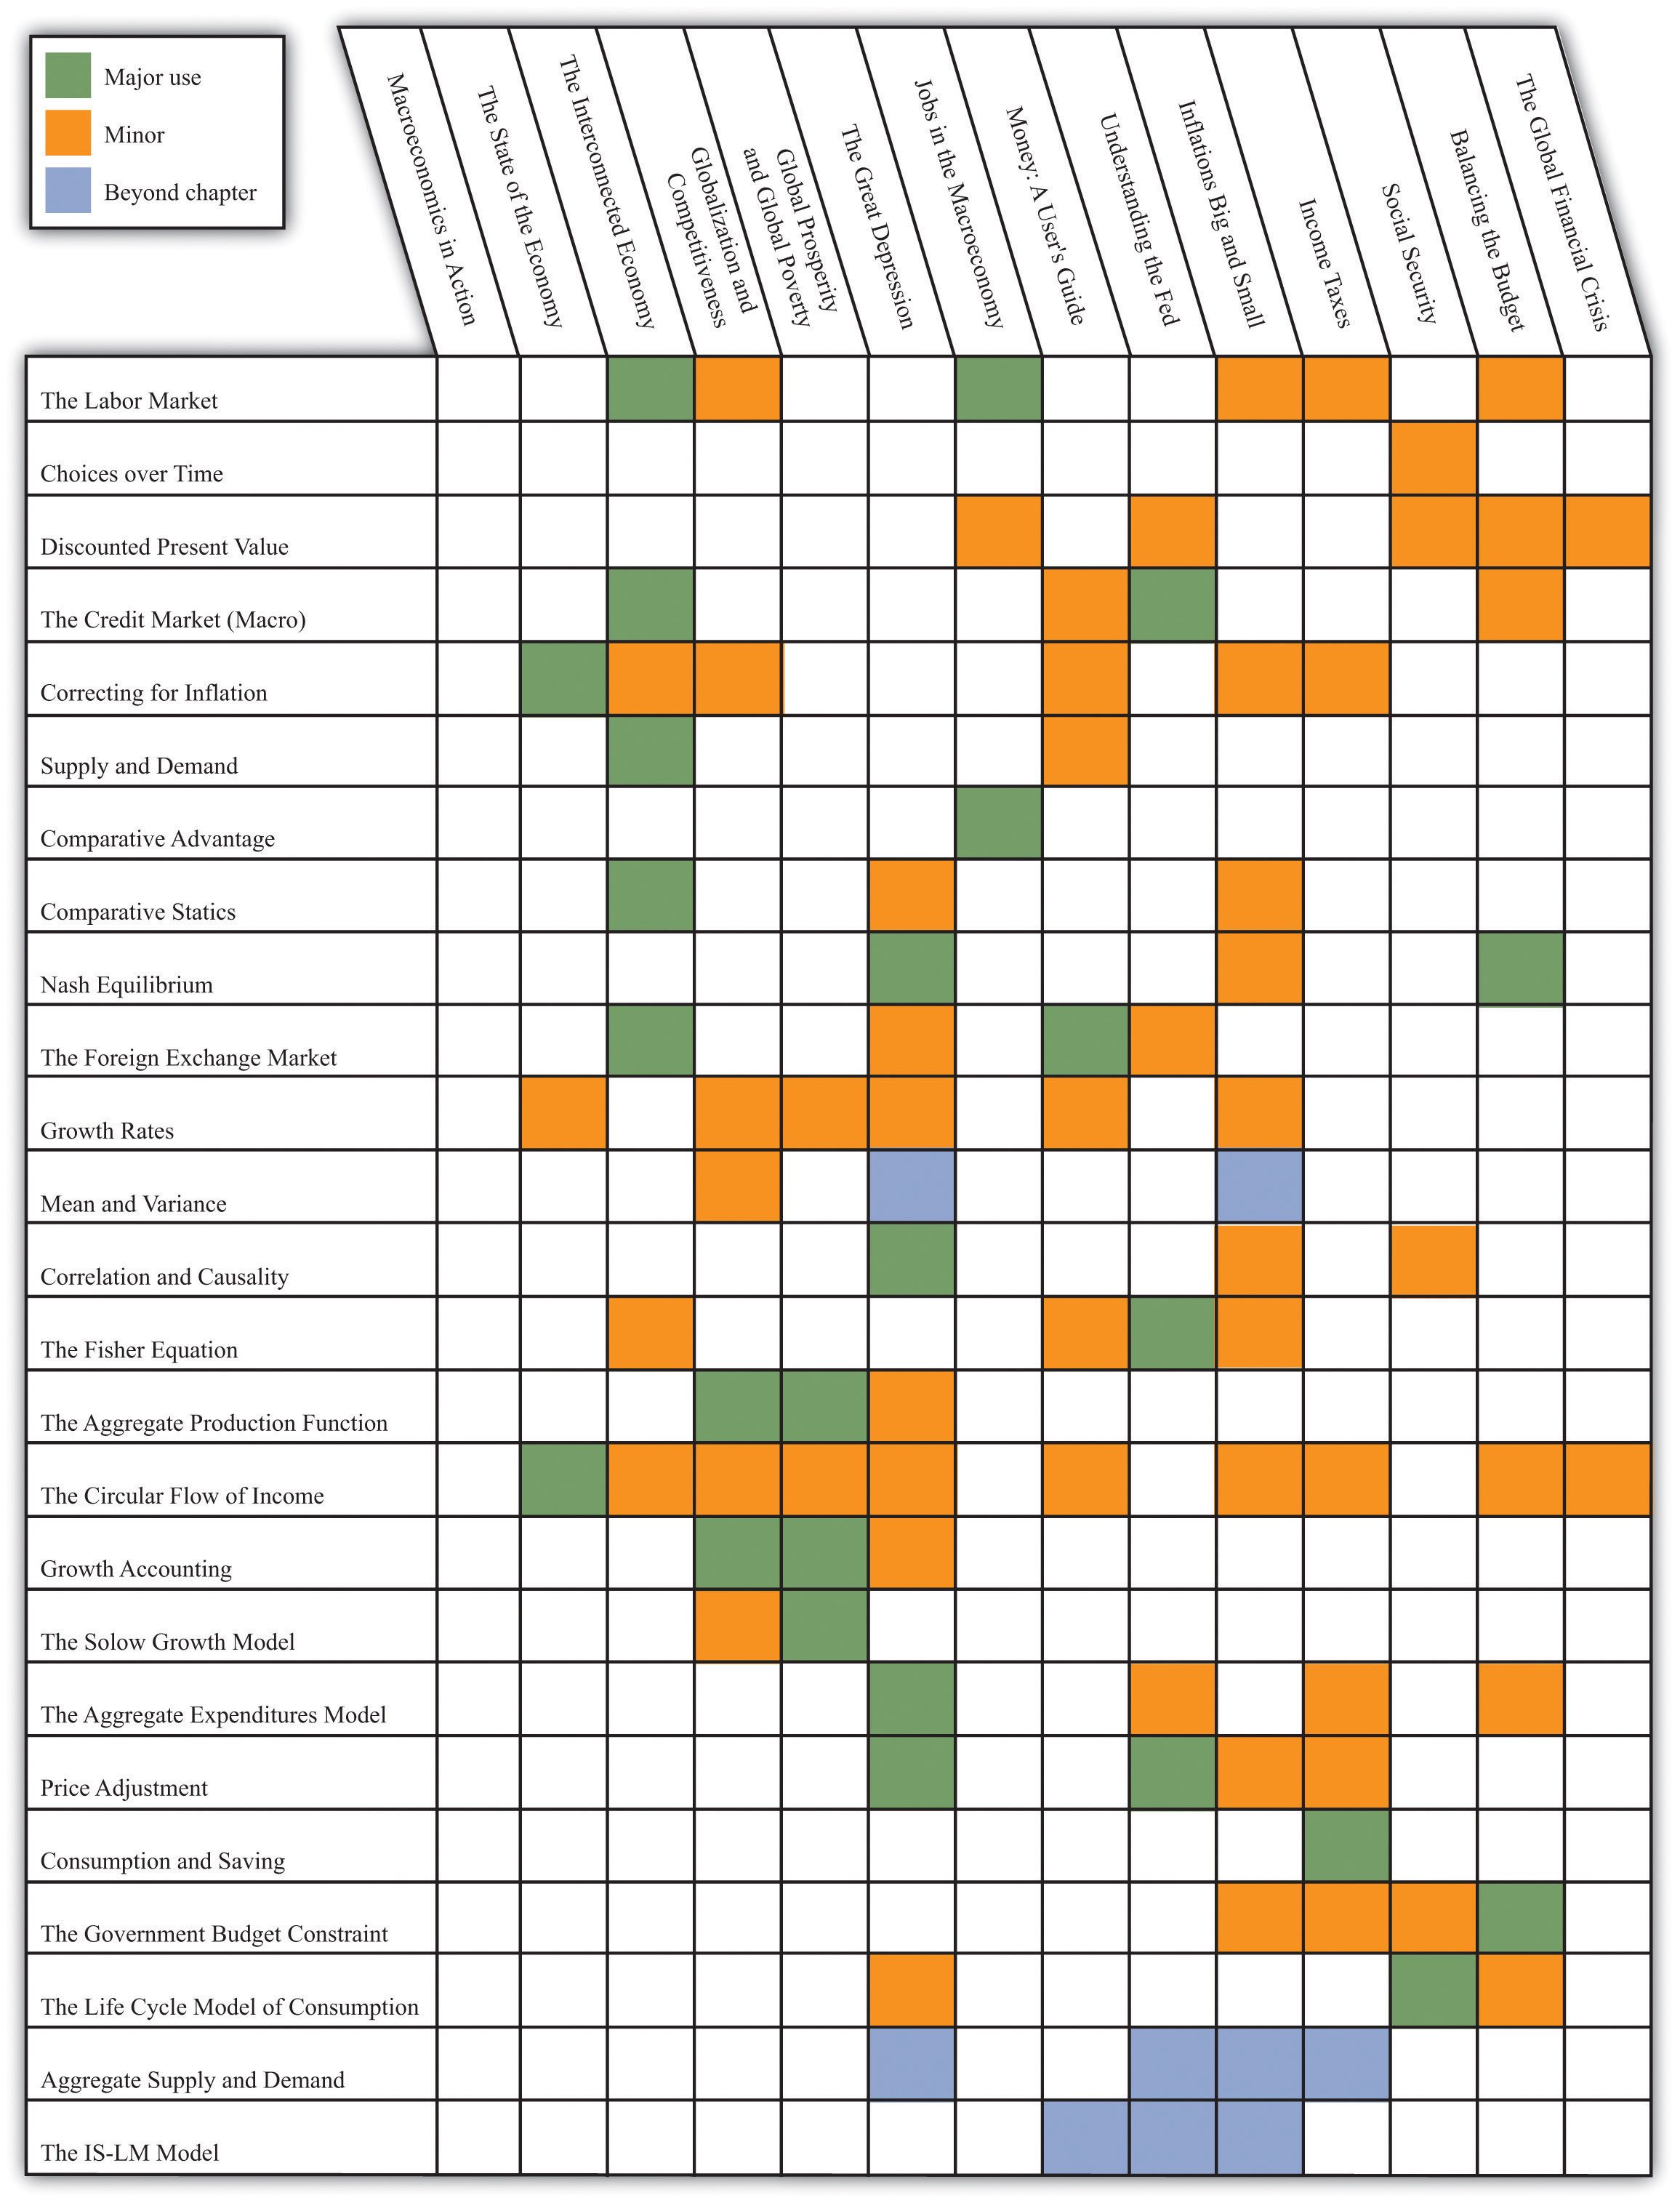 Major use
Minor
Beyond chapter
Macroeconomics in Action
The State of the Economy
The Interconnected Economy
Globalization and
Competitiveness
Global Prosperity
and Global Poverty
The Great Depression
Jobs in the Macroeconomy
Money: A User's Guide
Understanding the Fed
Inflations Big and Small
Income Taxes
Social Security
Balancing the Budget
The Global Financial Crisis
The Labor Market
Choices over Time
Discounted Present Value
The Credit Market (Macro)
Correcting for Inflation
Supply and Demand
Comparative Advantage
Comparative Statics
Nash Equilibrium
The Foreign Exchange Market
Growth Rates
Mean and Variance
Correlation and Causality
The Fisher Equation
The Aggregate Production Function
The Circular Flow of Income
Growth Accounting
The Solow Growth Model
The Aggregate Expenditures Model
Price Adjustment
Consumption and Saving
The Government Budget Constraint
The Life Cycle Model of Consumption
Aggregate Supply and Demand
The IS-LM Model